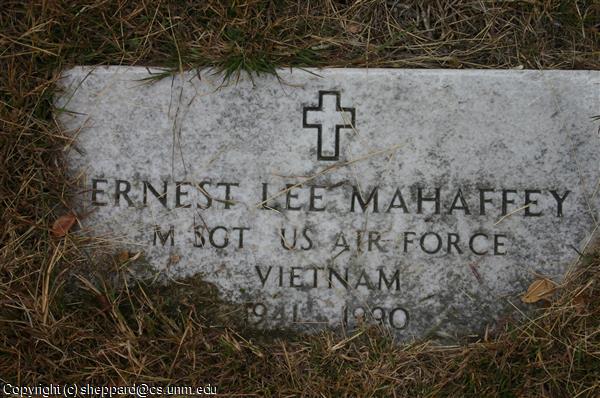 ERNEST LEE MAHAFFEY
M SGT US AIR FORCE
VIETNAM
1941 1990
Copyright (c) sheppard@cs.unm.edu